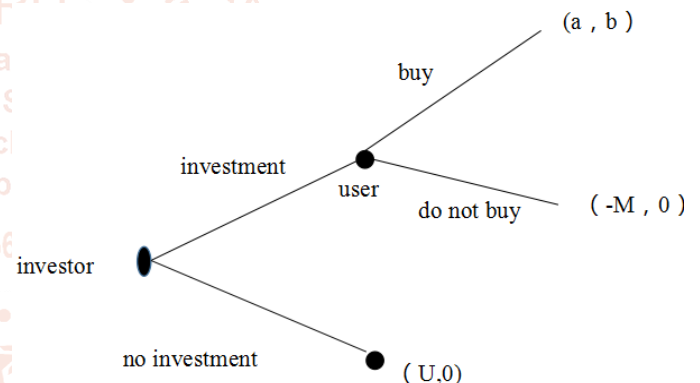 (a , b )
buy
investment
user
do not buy
( -M , 0 )
investor
no investment
( U,0)